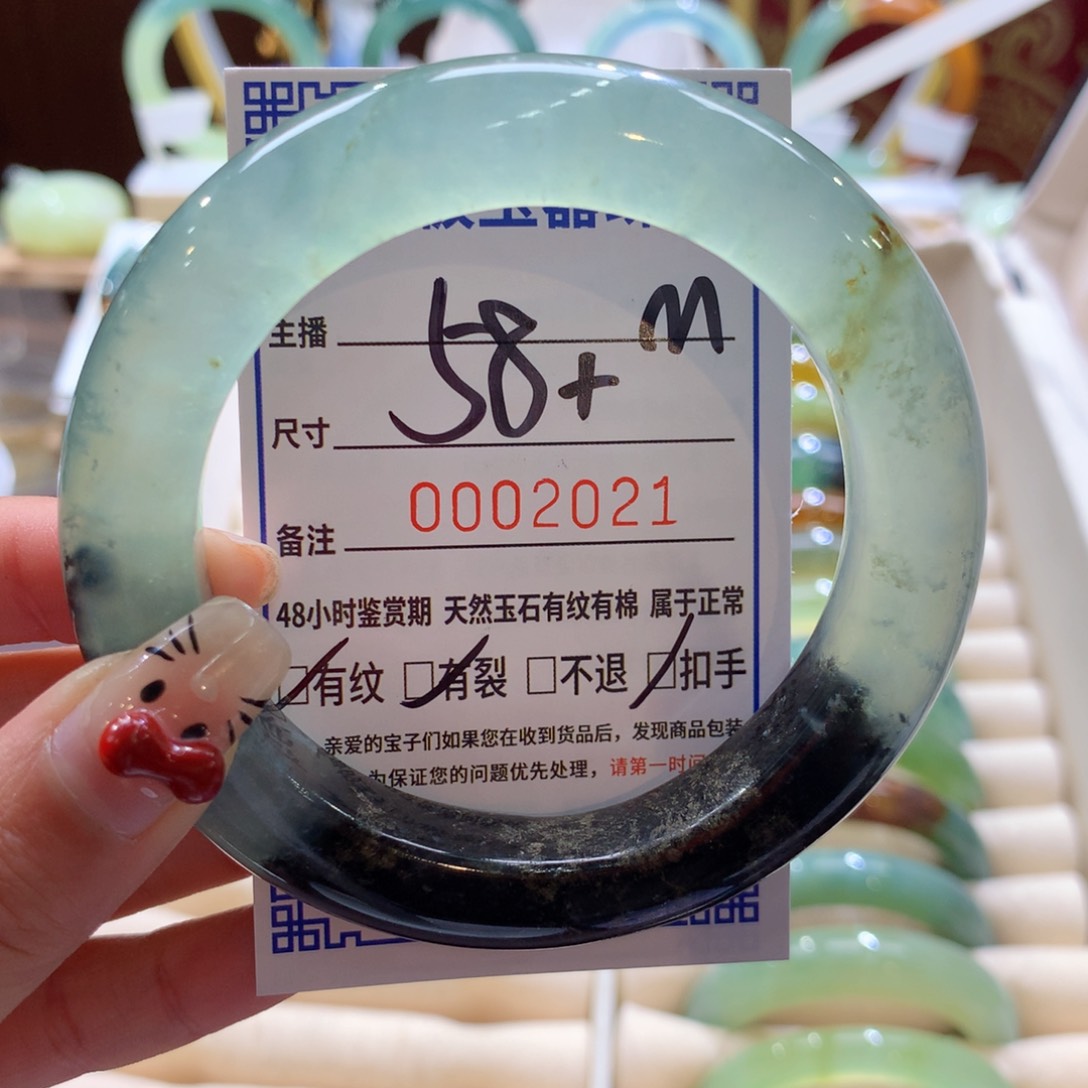 玉器
M
主播
58+
尺寸
0002021
备注
48小时鉴赏期 天然玉石有纹有棉 属于正常
□有纹 □有裂 □不退 □扣手
亲爱的宝子们如果您在收到货品后，发现商品包装
为保证您的问题优先处理，请第一时间